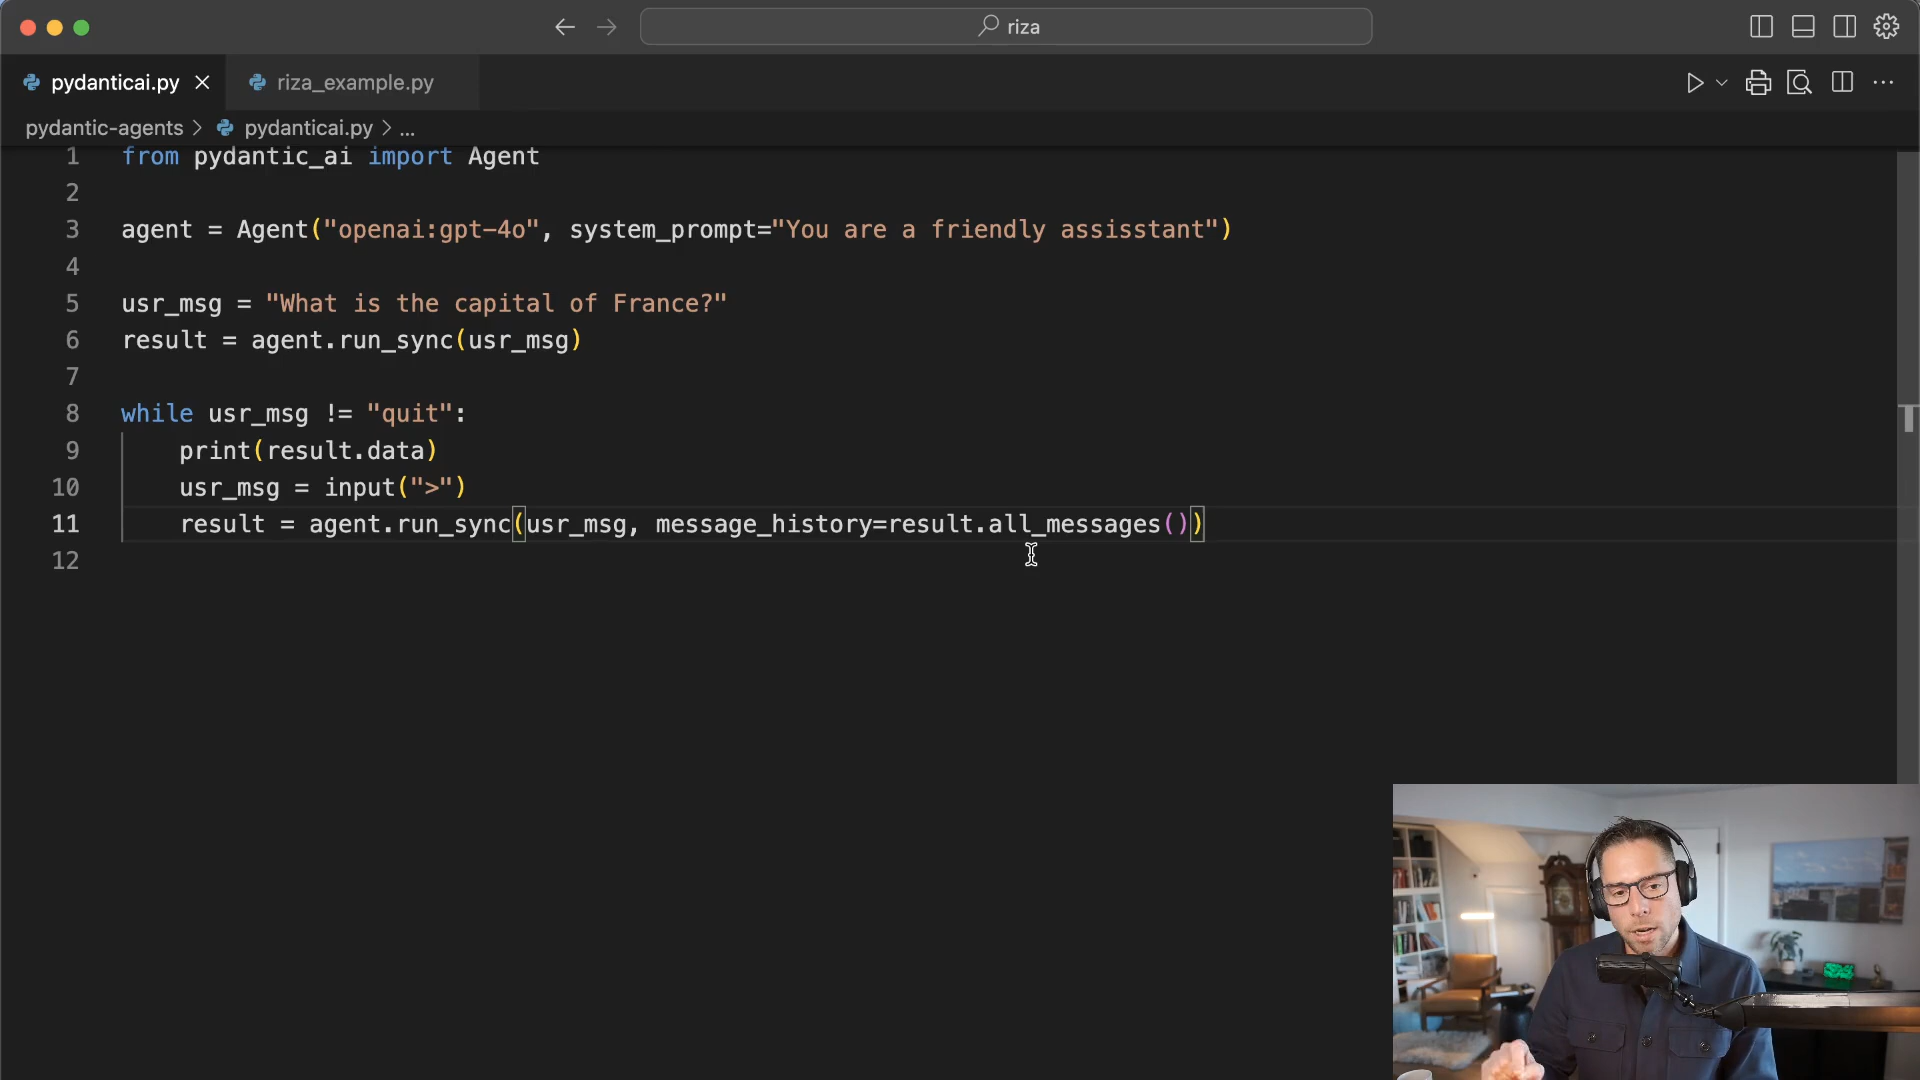 riza
pydanticai.py
riza_example.py
pydantic-agents > pydanticai.py > ...
1 from pydantic_ai import Agent
2
3 agent = Agent("openai:gpt-4o", system_prompt="You are a friendly assisstant")
4
5 usr_msg = "What is the capital of France?"
6 result = agent.run_sync(usr_msg)
7
8 while usr_msg != "quit":
9     print(result.data)
10     usr_msg = input(">")
11     result = agent.run_sync(usr_msg, message_history=result.all_messages())
12